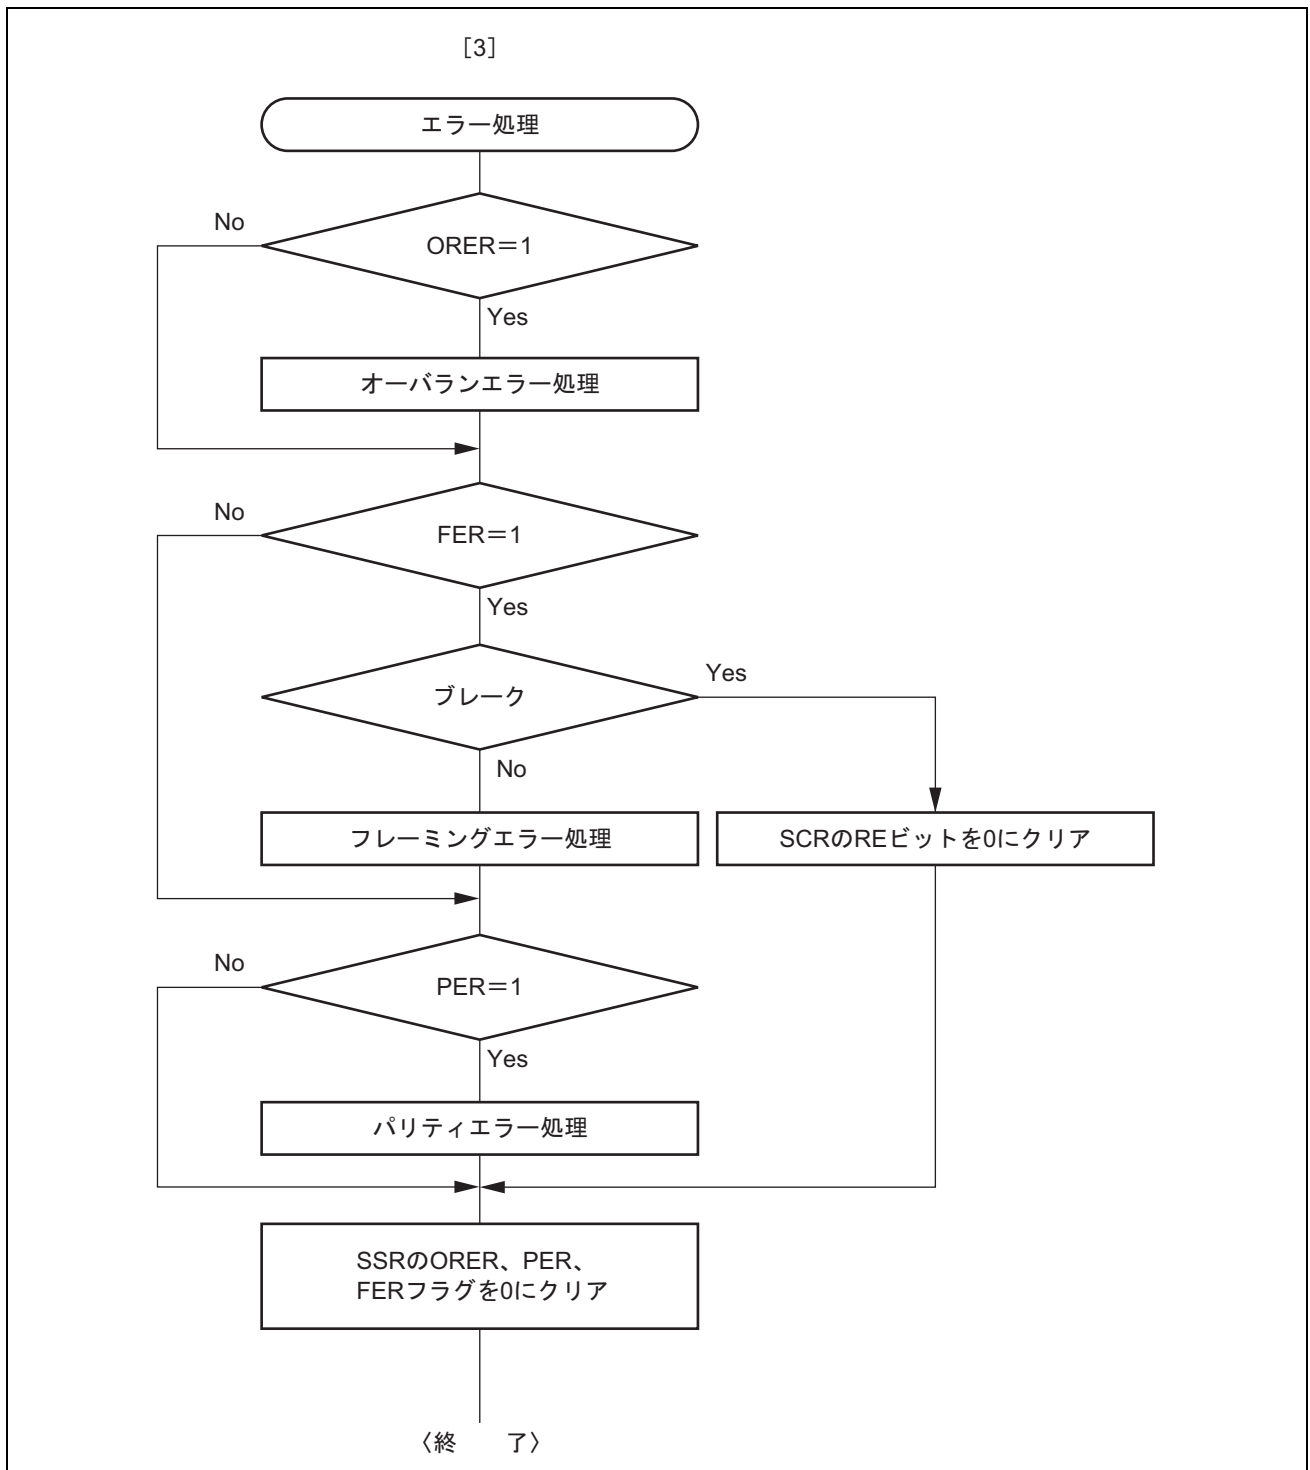 ［3］
エラー処理
No
ORER＝1
Yes
オーバランエラー処理
No
FER＝1
Yes
ブレーク
Yes
No
フレーミングエラー処理
SCRのREビットを0にクリア
No
PER＝1
Yes
パリティエラー処理
SSRのORER、PER、
FERフラグを0にクリア
〈終　　了〉